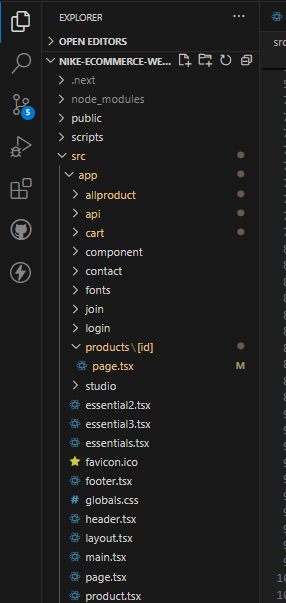 EXPLORER
...
OPEN EDITORS
NIKE-ECOMMERCE-WE...
.next
node_modules
public
scripts
5
src
app
allproduct
api
cart
component
contact
fonts
join
login
products\[id]
page.tsx M
studio
essential2.tsx
essential3.tsx
essentials.tsx
favicon.ico
footer.tsx
globals.css
header.tsx
layout.tsx
main.tsx
page.tsx
product.tsx